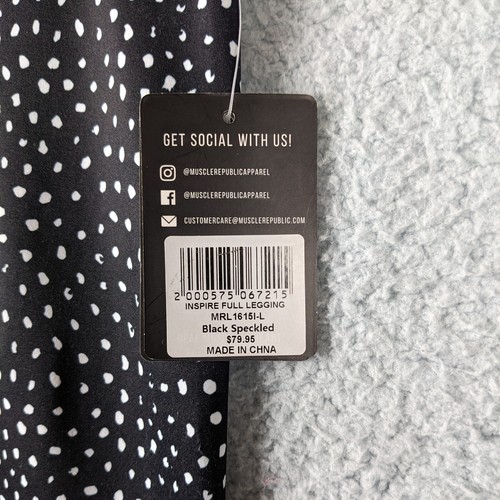 GET SOCIAL WITH US!
@MUSCLEREPUBLICAPPAREL
@MUSCLEREPUBLICAPPAREL
CUSTOMERCARE@MUSCLEREPUBLIC.COM
2 000575 067215
INSPIRE FULL LEGGING
MRL1615I-L
Black Speckled
$79.95
MADE IN CHINA